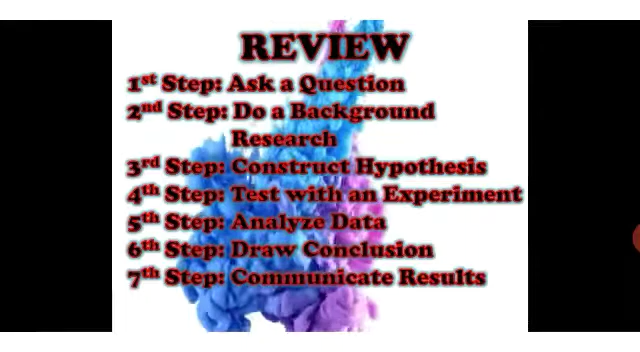 REVIEW
1st Step: Ask a Question
2nd Step: Do a Background
Research
3rd Step: Construct Hypothesis
4th Step: Test with an Experiment
5th Step: Analyze Data
6th Step: Draw Conclusion
7th Step: Communicate Results